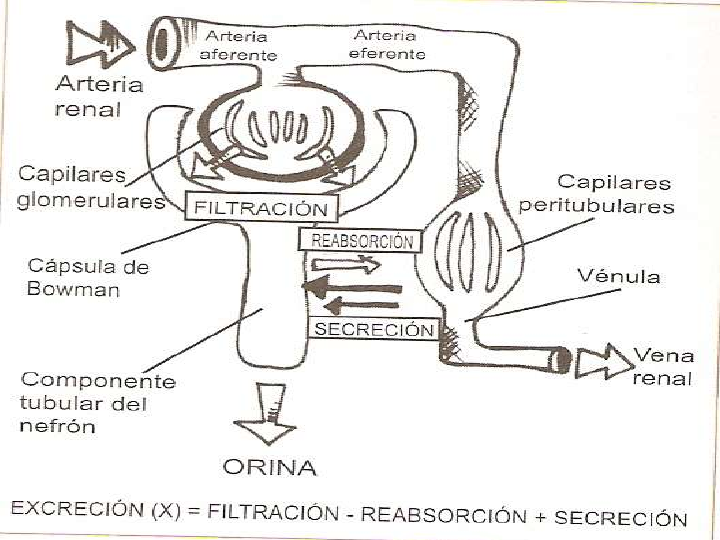 Arteria
aferente
Arteria
eferente
Arteria
renal
Capilares
glomerulares
FILTRACIÓN
Capilares
peritubulares
REABSORCIÓN
Cápsula de
Bowman
Vénula
SECRECIÓN
Vena
renal
Componente
tubular del
nefrón
ORINA
EXCRECIÓN (X) = FILTRACIÓN - REABSORCIÓN + SECRECIÓN